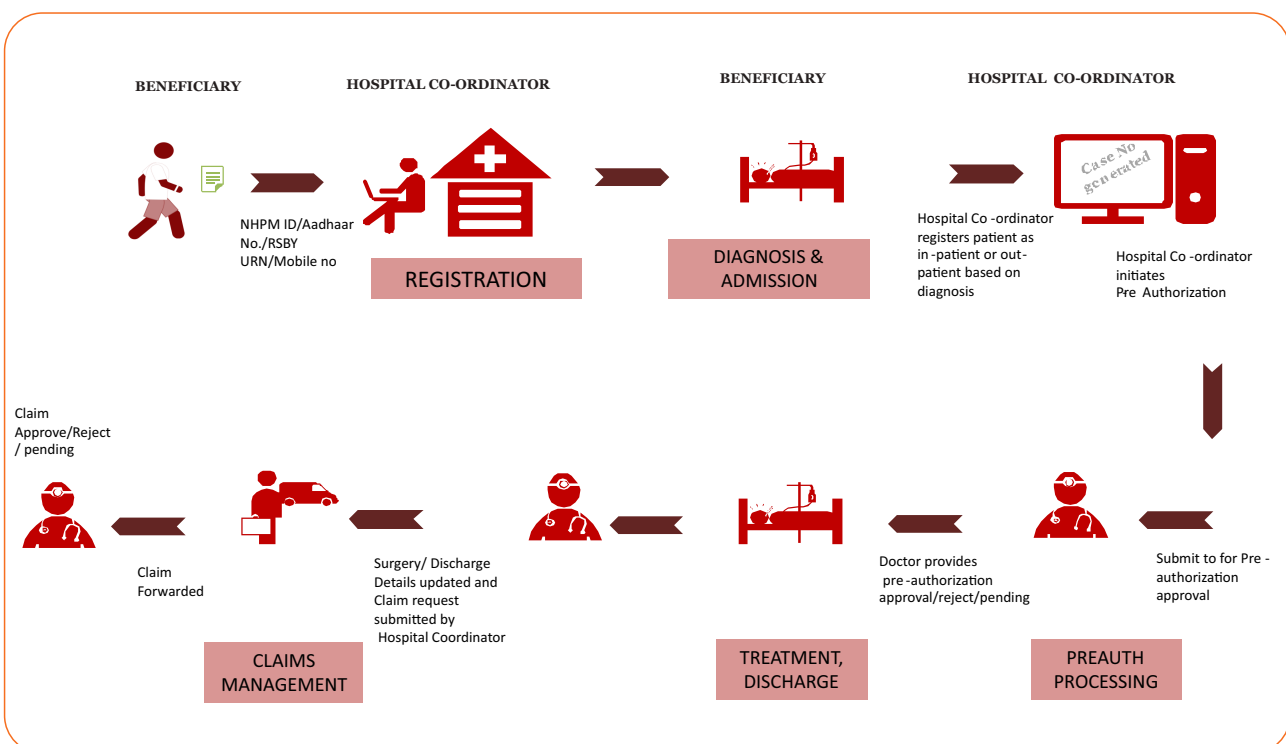 BENEFICIARY
HOSPITAL CO-ORDINATOR
BENEFICIARY
HOSPITAL CO-ORDINATOR
NHPM ID/Aadhaar
No./RSBY
URN/Mobile no
REGISTRATION
DIAGNOSIS &
ADMISSION
Hospital Co -ordinator
registers patient as
in -patient or out-
patient based on
diagnosis
Case No
generated
Hospital Co -ordinator
initiates
Pre Authorization
Claim
Approve/Reject
/ pending
Claim
Forwarded
Surgery/ Discharge
Details updated and
Claim request
submitted by
Hospital Coordinator
Doctor provides
pre -authorization
approval/reject/pending
Submit to for Pre -
authorization
approval
CLAIMS
MANAGEMENT
TREATMENT,
DISCHARGE
PREAUTH
PROCESSING